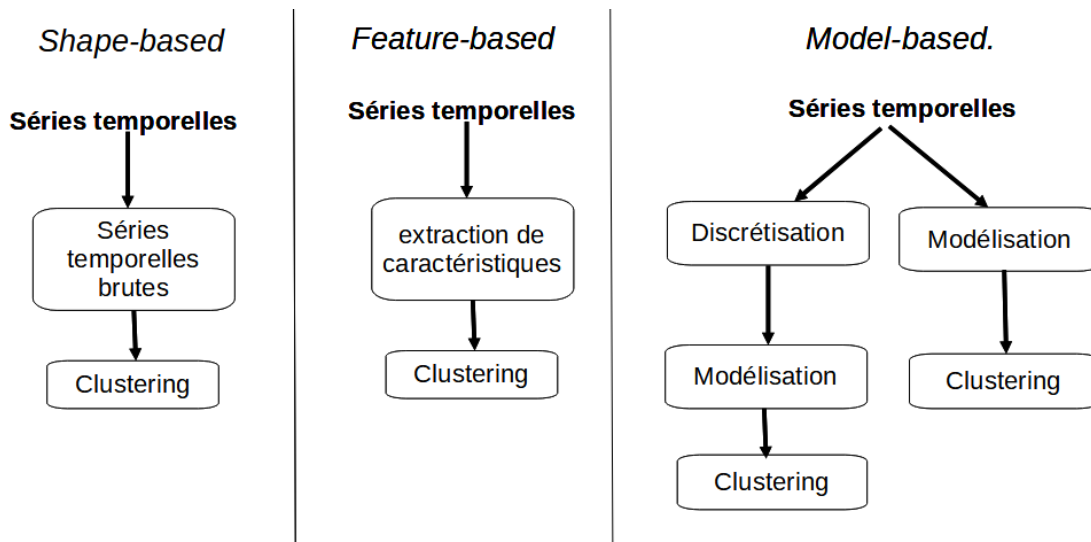 Shape-based
Séries temporelles
Séries
temporelles
brutes
Clustering
Feature-based
Séries temporelles
extraction de
caractéristiques
Clustering
Model-based.
Séries temporelles
Discrétisation
Modélisation
Clustering
Modélisation
Clustering